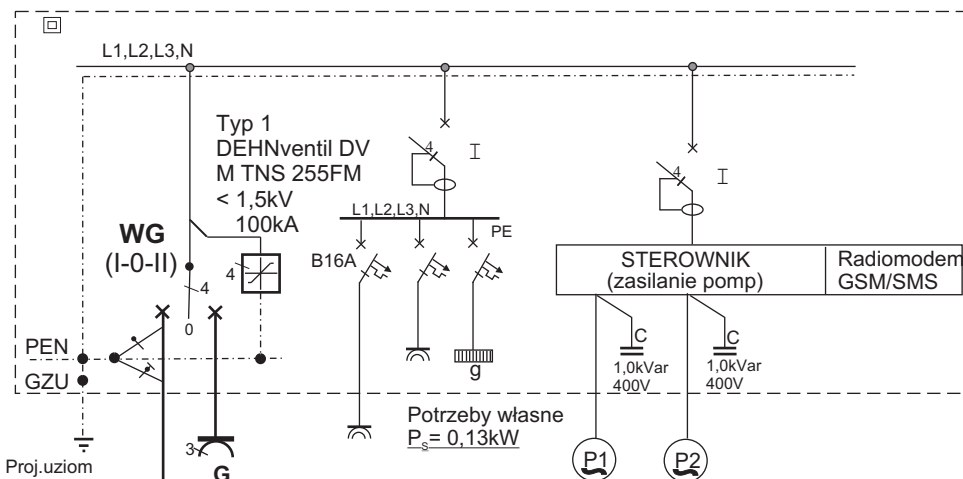 L1,L2,L3,N
Typ 1
DEHNventil DV
M TNS 255FM
< 1,5kV
100kA
4
I
4
I
L1,L2,L3,N
PE
WG
(I-0-II)
B16A
4
4
0
STEROWNIK
(zasilanie pomp)
Radiomodem
GSM/SMS
PEN
GZU
g
C
1,0kVar
400V
C
1,0kVar
400V
Potrzeby własne
Ps= 0,13kW
3
G
P1
P2
Proj.uziom